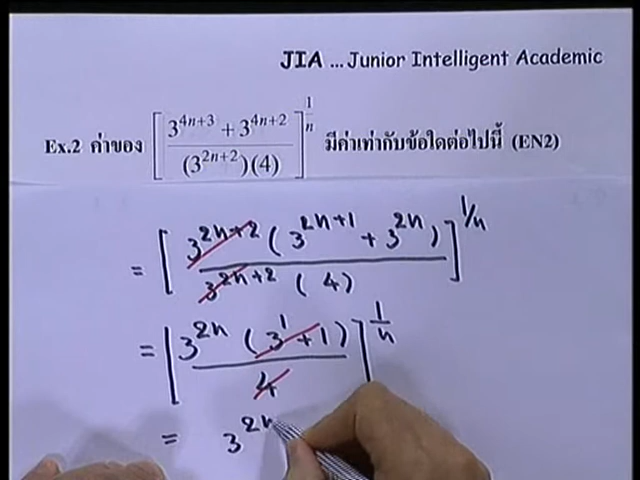 JIA ... Junior Intelligent Academic
Ex.2 ค่าของ [ (3^{4n+3} + 3^{4n+2}) / ((3^{2n+2})(4)) ]^{1/n} มีค่าเท่ากับข้อใดต่อไปนี้ (EN2)
= [ 3^{2n+2} ( 3^{2n+1} + 3^{2n} ) / 3^{2n+2} ( 4 ) ]^{1/n}
= [ 3^{2n} ( 3^1 + 1 ) / 4 ]^{1/n}
= 3^{2n}